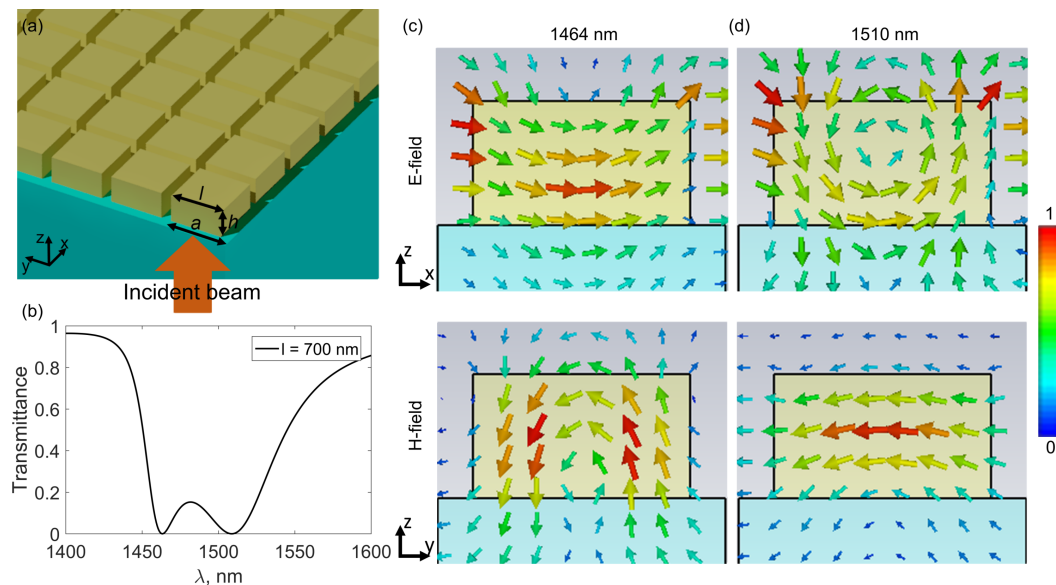 (a)
l
h
a
z
x
y
Incident beam
(b)
1
0.8
0.6
0.4
0.2
0
Transmittance
l = 700 nm
1400
1450
1500
1550
1600
λ, nm
(c)
1464 nm
(d)
1510 nm
E-field
z
x
H-field
z
y
1
0